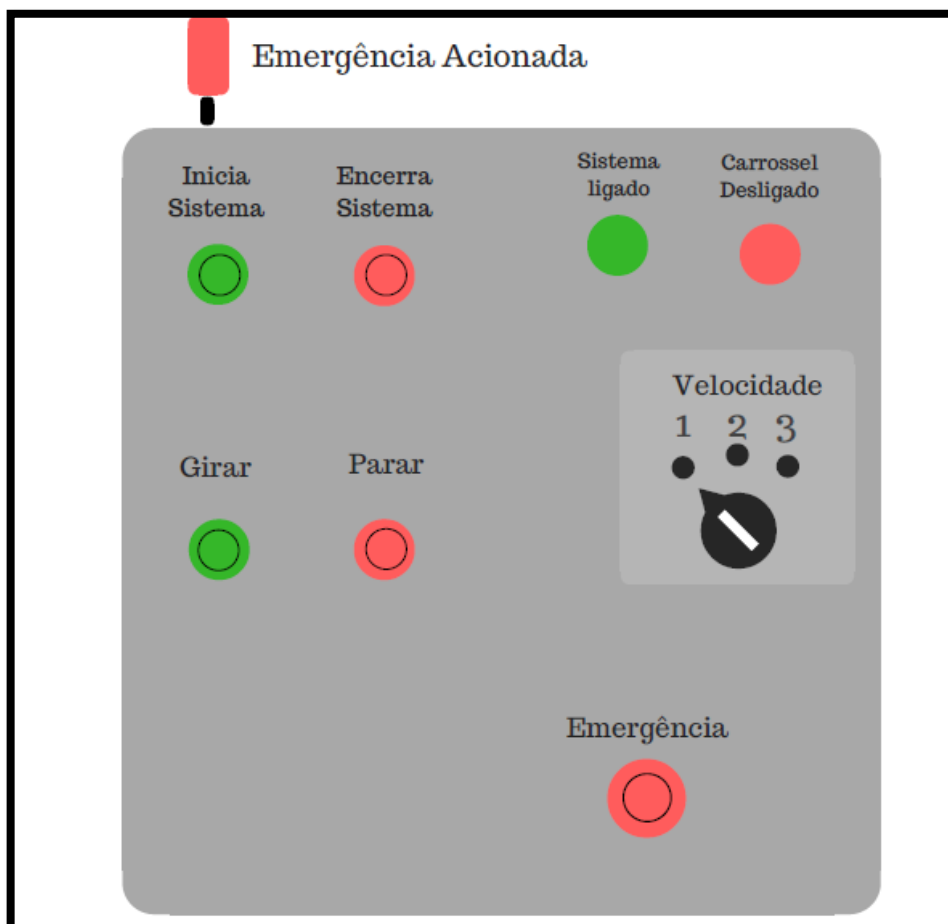 Emergência Acionada
Inicia
Sistema
Encerra
Sistema
Sistema
ligado
Carrossel
Desligado
Velocidade
1 2 3
Girar
Parar
Emergência